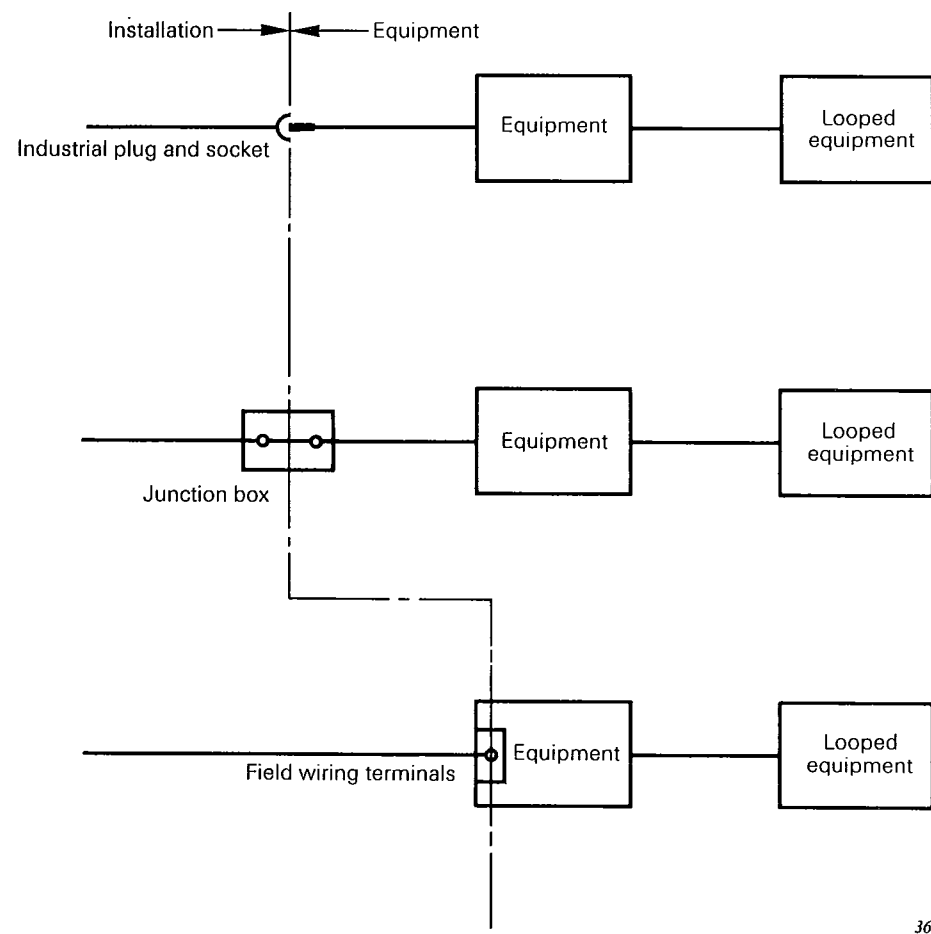 Installation
Equipment
Industrial plug and socket
Equipment
Looped
equipment
Junction box
Equipment
Looped
equipment
Field wiring terminals
Equipment
Looped
equipment
36